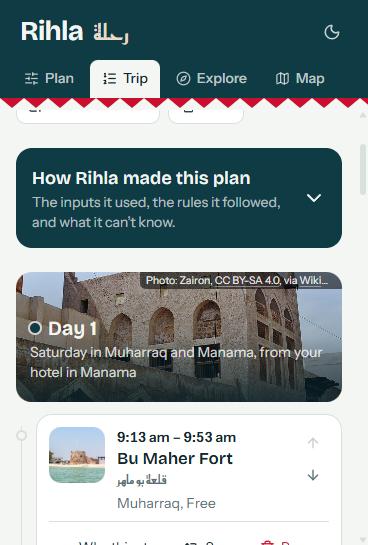 Rihla رحلة
Plan Trip Explore Map
How Rihla made this plan
The inputs it used, the rules it followed,
and what it can't know.
Photo: Zairon, CC BY-SA 4.0, via Wiki...
Day 1
Saturday in Muharraq and Manama, from your
hotel in Manama
9:13 am – 9:53 am
Bu Maher Fort
قلعة بو ماهر
Muharraq, Free